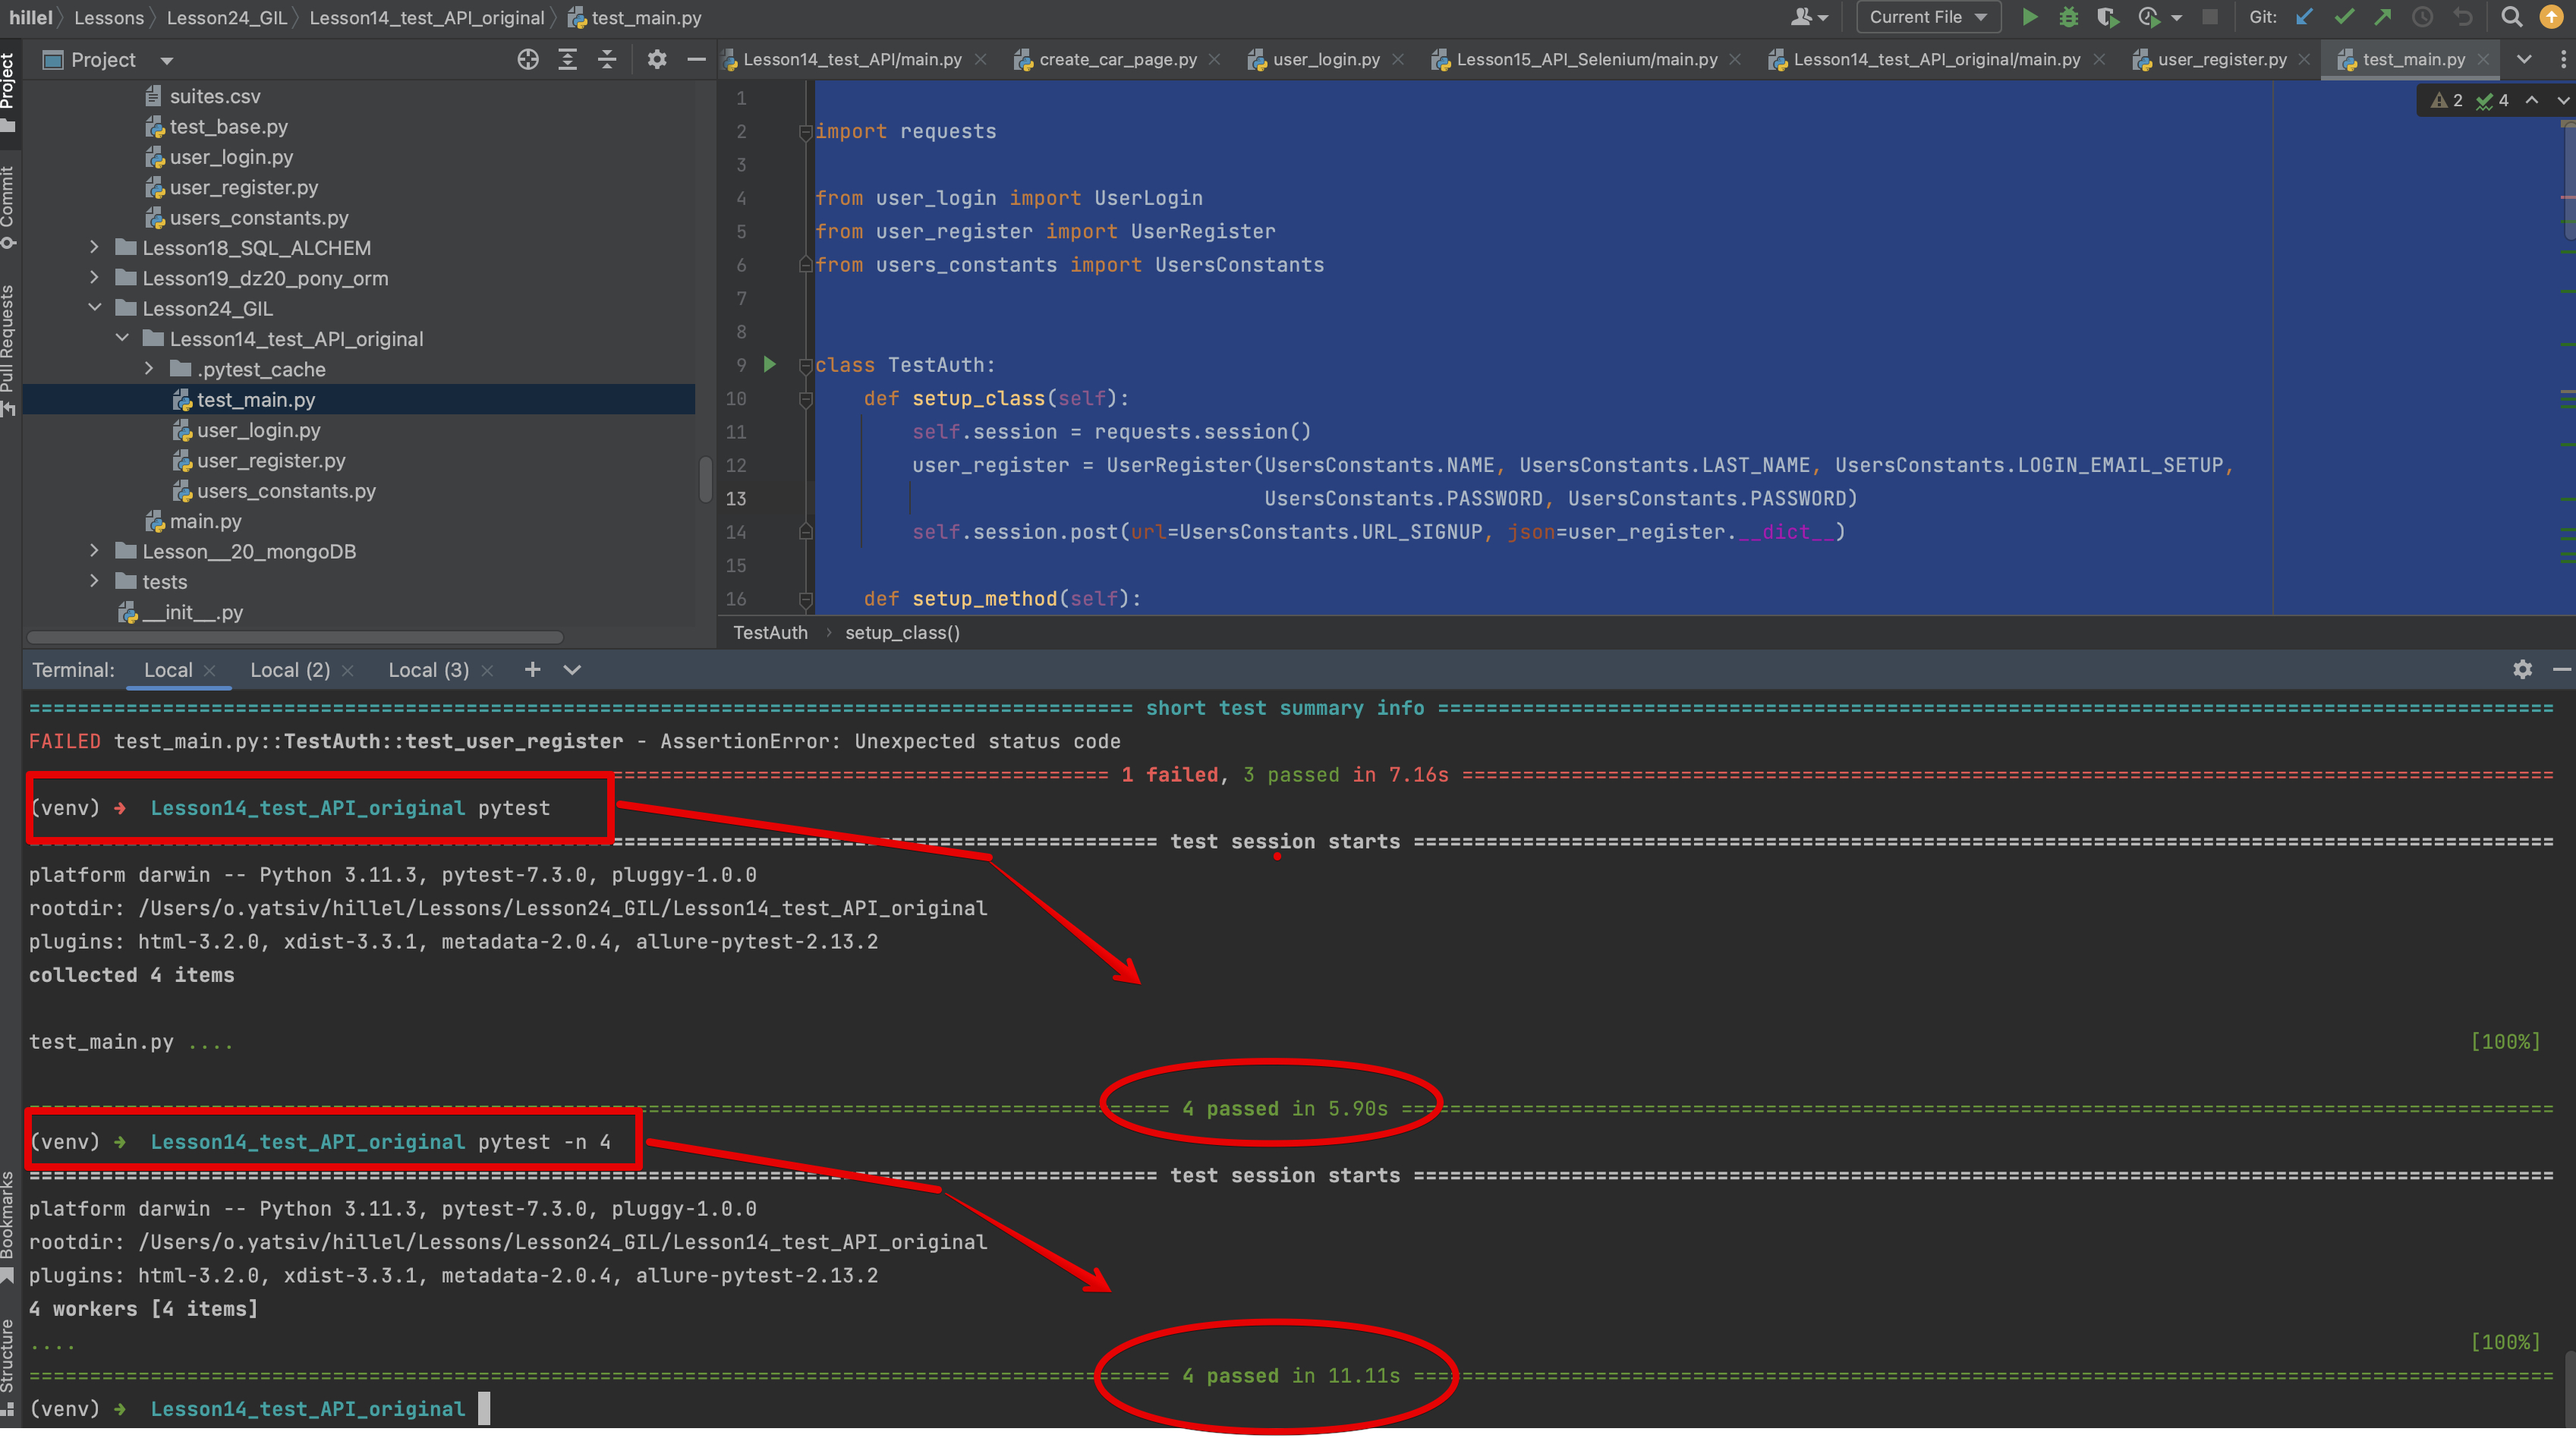 hillel Lessons Lesson24_GIL Lesson14_test_API_original test_main.py
Current File
Git:
Project
Lesson14_test_API/main.py
create_car_page.py
user_login.py
Lesson15_API_Selenium/main.py
Lesson14_test_API_original/main.py
user_register.py
test_main.py
Project
Commit
Pull Requests
Bookmarks
Structure
suites.csv
test_base.py
user_login.py
user_register.py
users_constants.py
Lesson18_SQL_ALCHEM
Lesson19_dz20_pony_orm
Lesson24_GIL
Lesson14_test_API_original
.pytest_cache
test_main.py
user_login.py
user_register.py
users_constants.py
main.py
Lesson__20_mongoDB
tests
__init__.py
2 4
1
2 import requests
3
4 from user_login import UserLogin
5 from user_register import UserRegister
6 from users_constants import UsersConstants
7
8
9 class TestAuth:
10 def setup_class(self):
11 self.session = requests.session()
12 user_register = UserRegister(UsersConstants.NAME, UsersConstants.LAST_NAME, UsersConstants.LOGIN_EMAIL_SETUP,
13 UsersConstants.PASSWORD, UsersConstants.PASSWORD)
14 self.session.post(url=UsersConstants.URL_SIGNUP, json=user_register.__dict__)
15
16 def setup_method(self):
TestAuth setup_class()
Terminal: Local Local (2) Local (3)
short test summary info
FAILED test_main.py::TestAuth::test_user_register - AssertionError: Unexpected status code
1 failed, 3 passed in 7.16s
(venv) → Lesson14_test_API_original pytest
test session starts
platform darwin -- Python 3.11.3, pytest-7.3.0, pluggy-1.0.0
rootdir: /Users/o.yatsiv/hillel/Lessons/Lesson24_GIL/Lesson14_test_API_original
plugins: html-3.2.0, xdist-3.3.1, metadata-2.0.4, allure-pytest-2.13.2
collected 4 items
test_main.py .... [100%]
4 passed in 5.90s
(venv) → Lesson14_test_API_original pytest -n 4
test session starts
platform darwin -- Python 3.11.3, pytest-7.3.0, pluggy-1.0.0
rootdir: /Users/o.yatsiv/hillel/Lessons/Lesson24_GIL/Lesson14_test_API_original
plugins: html-3.2.0, xdist-3.3.1, metadata-2.0.4, allure-pytest-2.13.2
4 workers [4 items]
.... [100%]
4 passed in 11.11s
(venv) → Lesson14_test_API_original